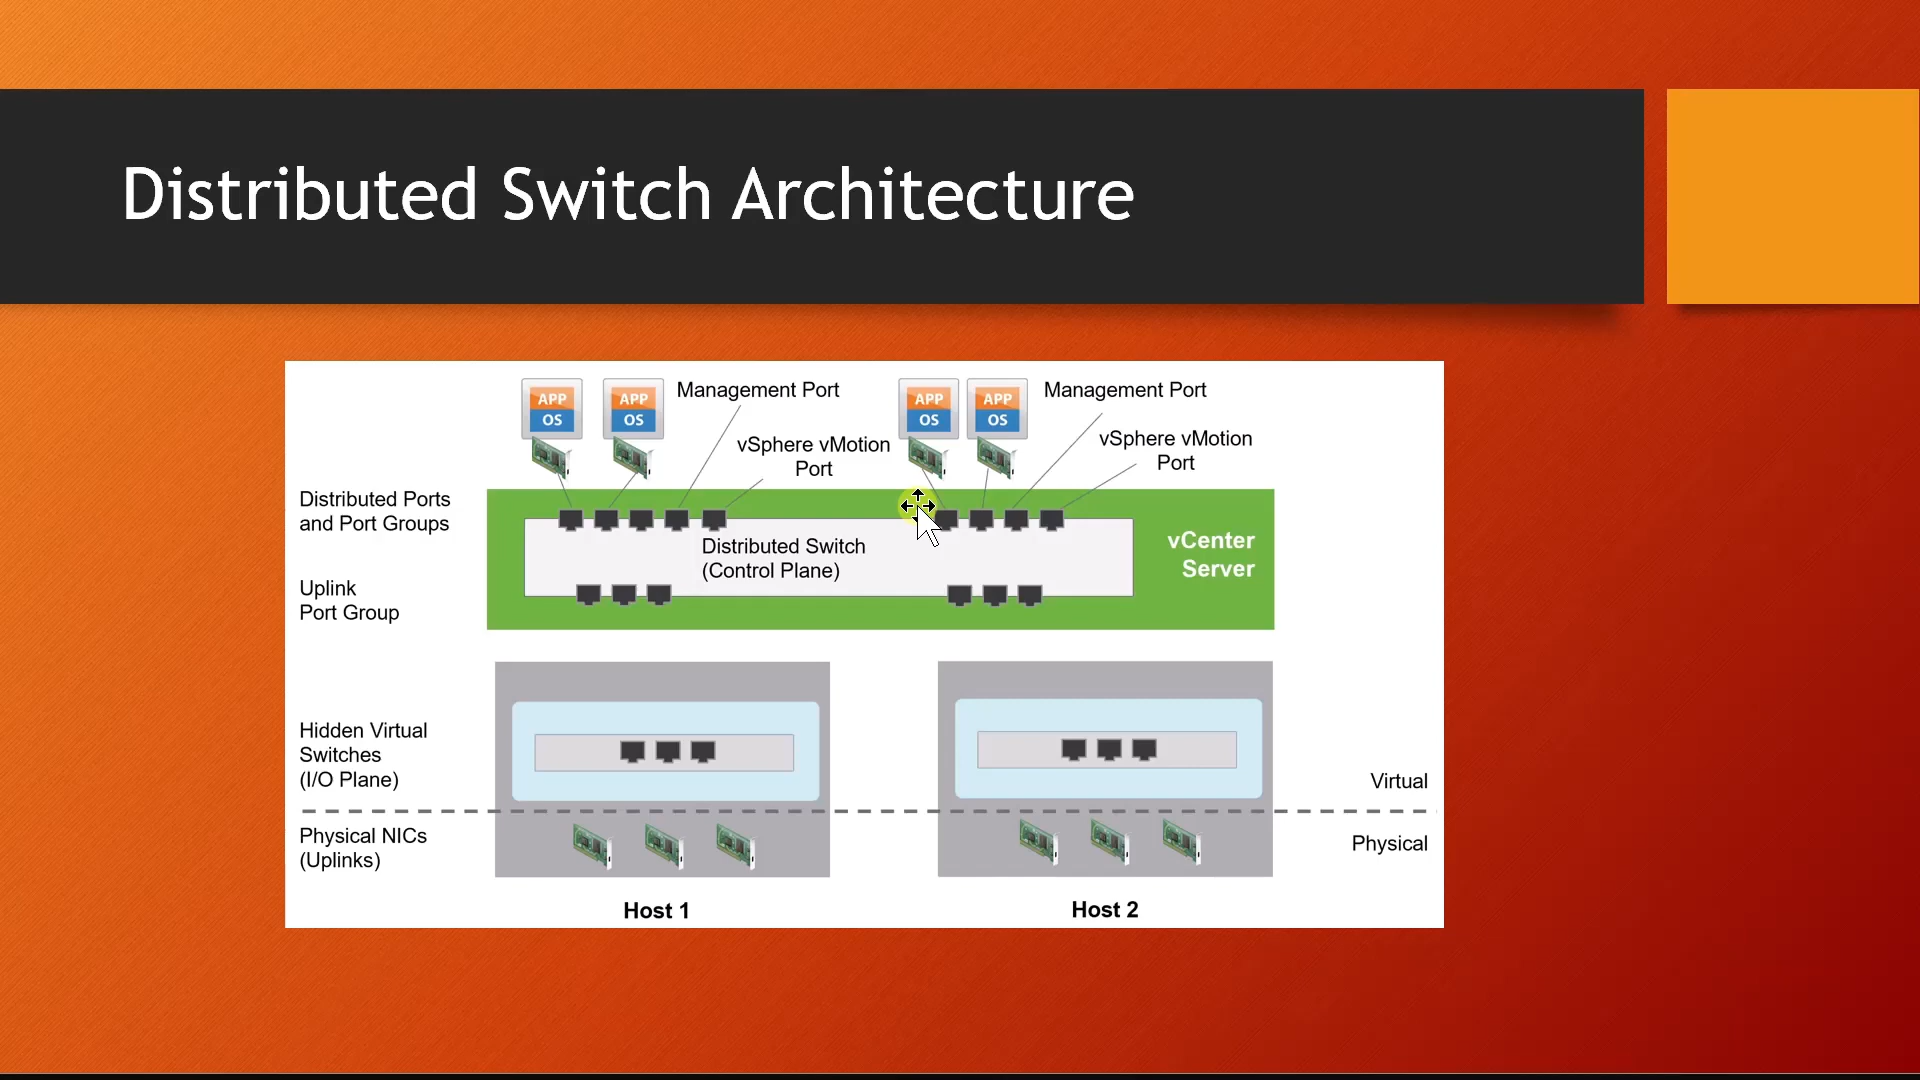 Distributed Switch Architecture
APP
OS
APP
OS
Management Port
vSphere vMotion
Port
APP
OS
APP
OS
Management Port
vSphere vMotion
Port
Distributed Ports
and Port Groups
Distributed Switch
(Control Plane)
vCenter
Server
Uplink
Port Group
Hidden Virtual
Switches
(I/O Plane)
Virtual
Physical NICs
(Uplinks)
Physical
Host 1
Host 2